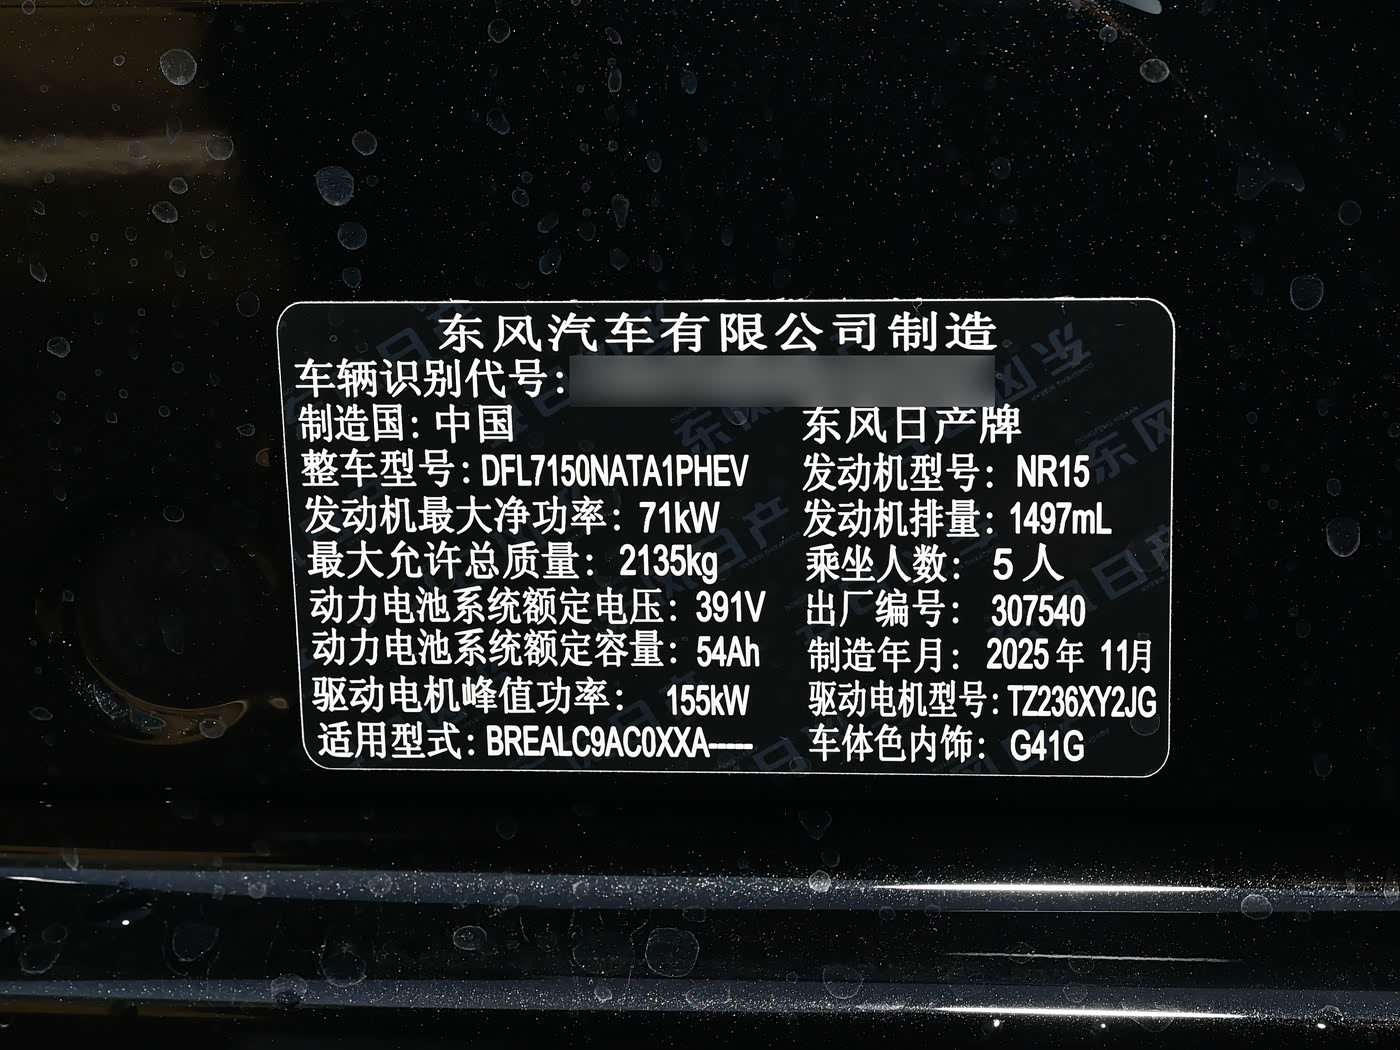 东风汽车有限公司制造
车辆识别代号：
制造国：中国 东风日产牌
整车型号：DFL7150NATA1PHEV 发动机型号：NR15
发动机最大净功率：71kW 发动机排量：1497mL
最大允许总质量：2135kg 乘坐人数：5人
动力电池系统额定电压：391V 出厂编号：307540
动力电池系统额定容量：54Ah 制造年月：2025年 11月
驱动电机峰值功率：155kW 驱动电机型号：TZ236XY2JG
适用型式：BREALC9AC0XXA----- 车体色内饰：G41G